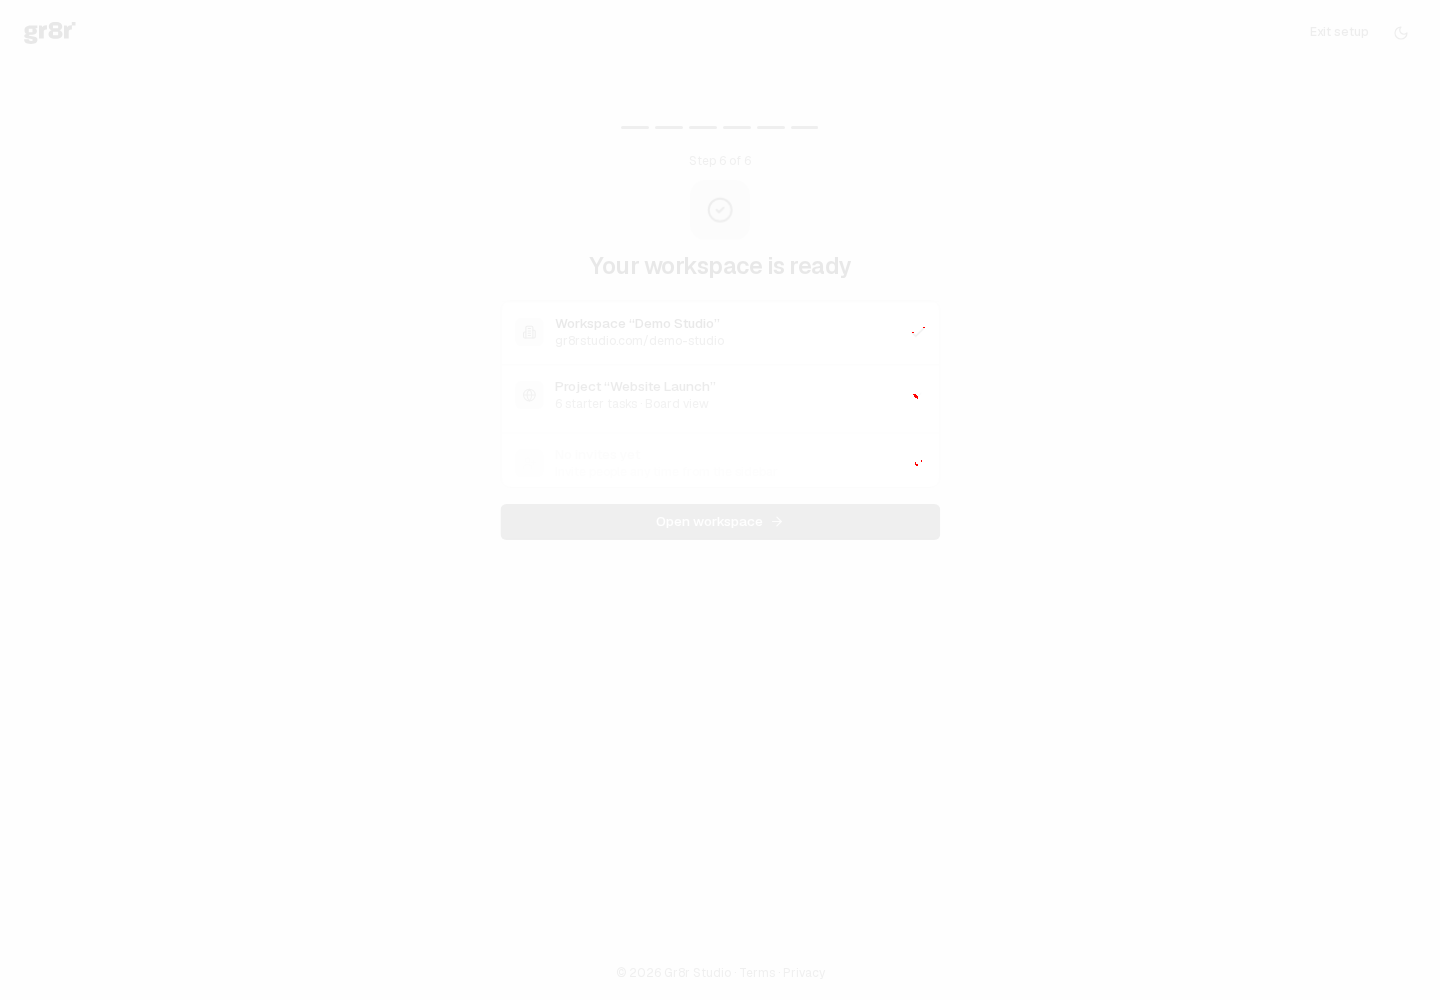 gr8r
Exit setup
Step 6 of 6
Your workspace is ready
Workspace “Demo Studio”
gr8rstudio.com/demo-studio
Project “Website Launch”
6 starter tasks · Board view
Open workspace
© 2026 Gr8r Studio · Terms · Privacy